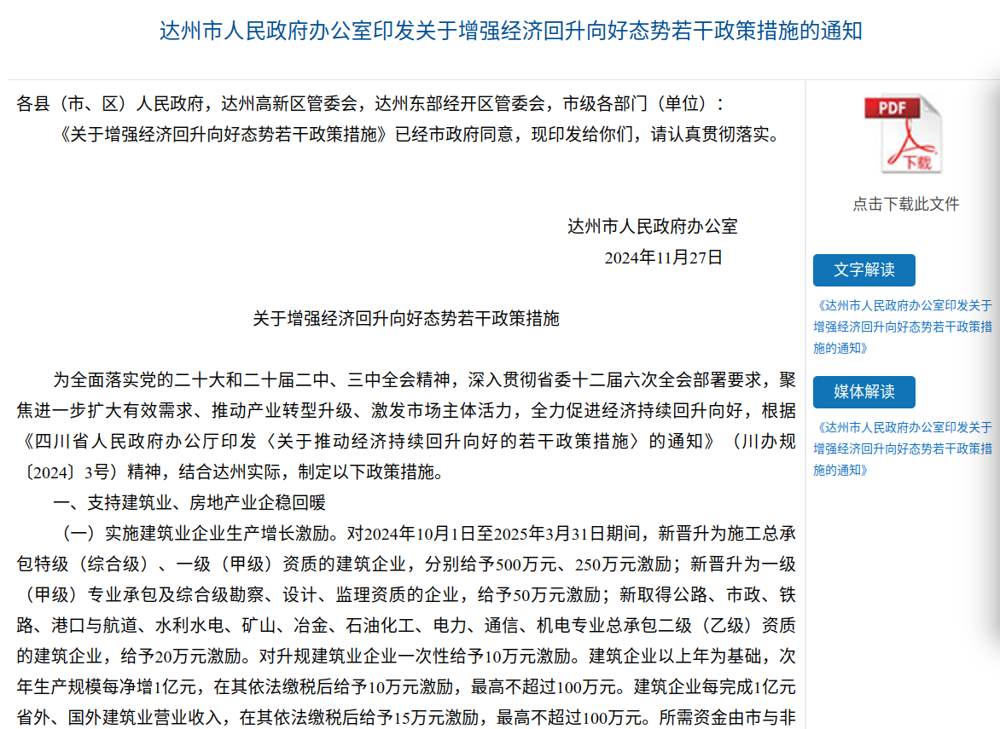 达州市人民政府办公室印发关于增强经济回升向好态势若干政策措施的通知
各县（市、区）人民政府，达州高新区管委会，达州东部经开区管委会，市级各部门（单位）：
《关于增强经济回升向好态势若干政策措施》已经市政府同意，现印发给你们，请认真贯彻落实。
达州市人民政府办公室
2024年11月27日
关于增强经济回升向好态势若干政策措施
为全面落实党的二十大和二十届二中、三中全会精神，深入贯彻省委十二届六次全会部署要求，聚
焦进一步扩大有效需求、推动产业转型升级、激发市场主体活力，全力促进经济持续回升向好，根据
《四川省人民政府办公厅印发〈关于推动经济持续回升向好的若干政策措施〉的通知》（川办规
〔2024〕3号）精神，结合达州实际，制定以下政策措施。
一、支持建筑业、房地产业企稳回暖
（一）实施建筑业企业生产增长激励。对2024年10月1日至2025年3月31日期间，新晋升为施工总承
包特级（综合级）、一级（甲级）资质的建筑企业，分别给予500万元、250万元激励；新晋升为一级
（甲级）专业承包及综合级勘察、设计、监理资质的企业，给予50万元激励；新取得公路、市政、铁
路、港口与航道、水利水电、矿山、冶金、石油化工、电力、通信、机电专业总承包二级（乙级）资质
的建筑企业，给予20万元激励。对升规建筑业企业一次性给予10万元激励。建筑企业以上年为基础，次
年生产规模每净增1亿元，在其依法缴税后给予10万元激励，最高不超过100万元。建筑企业每完成1亿元
省外、国外建筑业营业收入，在其依法缴税后给予15万元激励，最高不超过100万元。所需资金由市与非
PDF
下载
点击下载此文件
文字解读
《达州市人民政府办公室印发关于
增强经济回升向好态势若干政策措
施的通知》
媒体解读
《达州市人民政府办公室印发关于
增强经济回升向好态势若干政策措
施的通知》